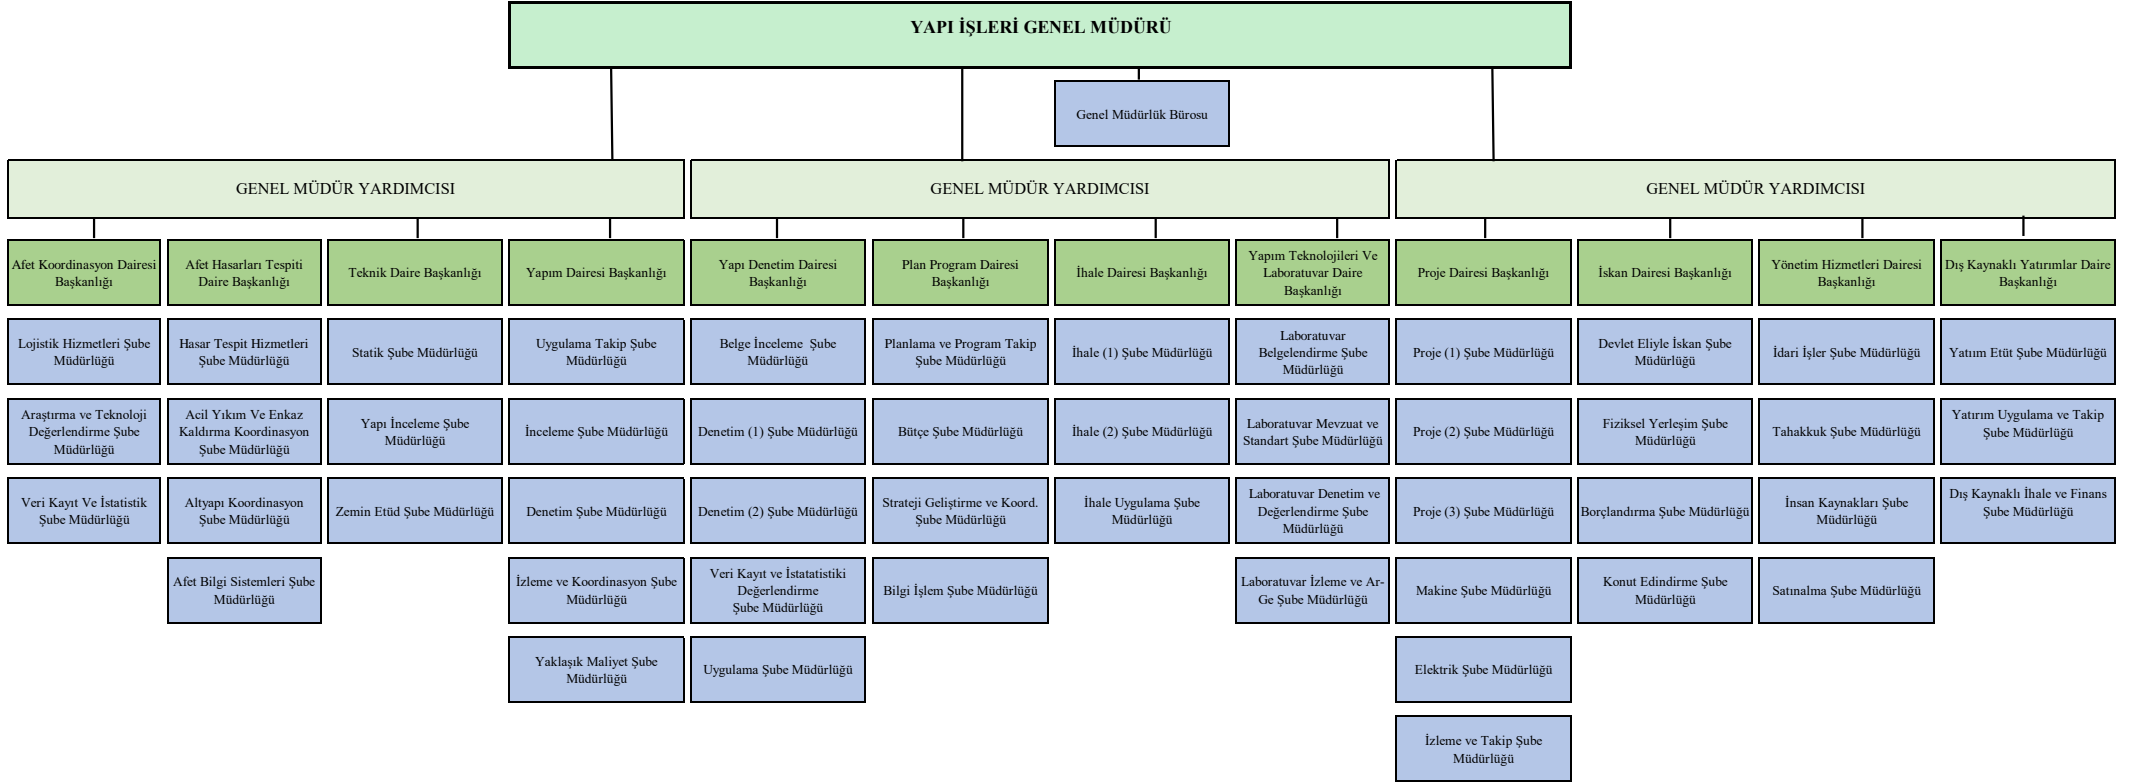 YAPI İŞLERİ GENEL MÜDÜRÜ
Genel Müdürlük Bürosu
GENEL MÜDÜR YARDIMCISI
GENEL MÜDÜR YARDIMCISI
GENEL MÜDÜR YARDIMCISI
Afet Koordinasyon Dairesi
Başkanlığı
Afet Hasarları Tespiti
Daire Başkanlığı
Teknik Daire Başkanlığı
Yapım Dairesi Başkanlığı
Yapı Denetim Dairesi
Başkanlığı
Plan Program Dairesi
Başkanlığı
İhale Dairesi Başkanlığı
Yapım Teknolojileri Ve
Laboratuvar Daire
Başkanlığı
Proje Dairesi Başkanlığı
İskan Dairesi Başkanlığı
Yönetim Hizmetleri Dairesi
Başkanlığı
Dış Kaynaklı Yatırımlar Daire
Başkanlığı
Lojistik Hizmetleri Şube
Müdürlüğü
Hasar Tespit Hizmetleri
Şube Müdürlüğü
Statik Şube Müdürlüğü
Uygulama Takip Şube
Müdürlüğü
Belge İnceleme Şube
Müdürlüğü
Planlama ve Program Takip
Şube Müdürlüğü
İhale (1) Şube Müdürlüğü
Laboratuvar
Belgelendirme Şube
Müdürlüğü
Proje (1) Şube Müdürlüğü
Devlet Eliyle İskan Şube
Müdürlüğü
İdari İşler Şube Müdürlüğü
Yatıım Etüt Şube Müdürlüğü
Araştırma ve Teknoloji
Değerlendirme Şube
Müdürlüğü
Acil Yıkım Ve Enkaz
Kaldırma Koordinasyon
Şube Müdürlüğü
Yapı İnceleme Şube
Müdürlüğü
İnceleme Şube Müdürlüğü
Denetim (1) Şube Müdürlüğü
Bütçe Şube Müdürlüğü
İhale (2) Şube Müdürlüğü
Laboratuvar Mevzuat ve
Standart Şube Müdürlüğü
Proje (2) Şube Müdürlüğü
Fiziksel Yerleşim Şube
Müdürlüğü
Tahakkuk Şube Müdürlüğü
Yatırım Uygulama ve Takip
Şube Müdürlüğü
Veri Kayıt Ve İstatistik
Şube Müdürlüğü
Altyapı Koordinasyon
Şube Müdürlüğü
Zemin Etüd Şube Müdürlüğü
Denetim Şube Müdürlüğü
Denetim (2) Şube Müdürlüğü
Strateji Geliştirme ve Koord.
Şube Müdürlüğü
İhale Uygulama Şube
Müdürlüğü
Laboratuvar Denetim ve
Değerlendirme Şube
Müdürlüğü
Proje (3) Şube Müdürlüğü
Borçlandırma Şube Müdürlüğü
İnsan Kaynakları Şube
Müdürlüğü
Dış Kaynaklı İhale ve Finans
Şube Müdürlüğü
Afet Bilgi Sistemleri Şube
Müdürlüğü
İzleme ve Koordinasyon Şube
Müdürlüğü
Veri Kayıt ve İstatatistiki
Değerlendirme
Şube Müdürlüğü
Bilgi İşlem Şube Müdürlüğü
Laboratuvar İzleme ve Ar-
Ge Şube Müdürlüğü
Makine Şube Müdürlüğü
Konut Edindirme Şube
Müdürlüğü
Satınalma Şube Müdürlüğü
Yaklaşık Maliyet Şube
Müdürlüğü
Uygulama Şube Müdürlüğü
Elektrik Şube Müdürlüğü
İzleme ve Takip Şube
Müdürlüğü